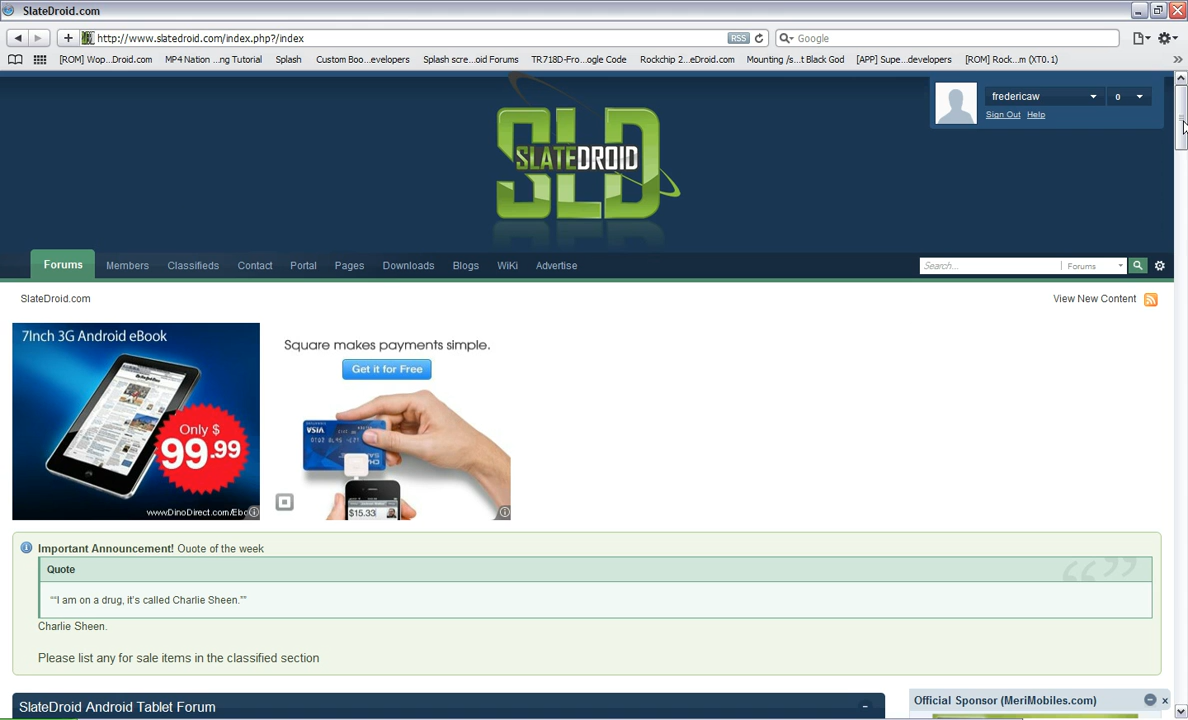 SlateDroid.com
http://www.slatedroid.com/index.php?/index
RSS
Google
[ROM] Wop...Droid.com
MP4 Nation ...ng Tutorial
Splash
Custom Boo...evelopers
Splash scre...oid Forums
TR718D-Fro...ogle Code
Rockchip 2...eDroid.com
Mounting /s...t Black God
[APP] Supe...developers
[ROM] Rock...m (XT0.1)
fredericaw
0
Sign Out Help
SLD
SLATEDROID
Forums
Members
Classifieds
Contact
Portal
Pages
Downloads
Blogs
WiKi
Advertise
Search...
Forums
SlateDroid.com
View New Content
7Inch 3G Android eBook
Only $
99.99
www.DinoDirect.com/Ebo
Square makes payments simple.
Get it for Free
VISA
$15.33
Important Announcement! Quote of the week
Quote
““I am on a drug, it’s called Charlie Sheen.””
Charlie Sheen.
Please list any for sale items in the classified section
SlateDroid Android Tablet Forum
Official Sponsor (MeriMobiles.com)